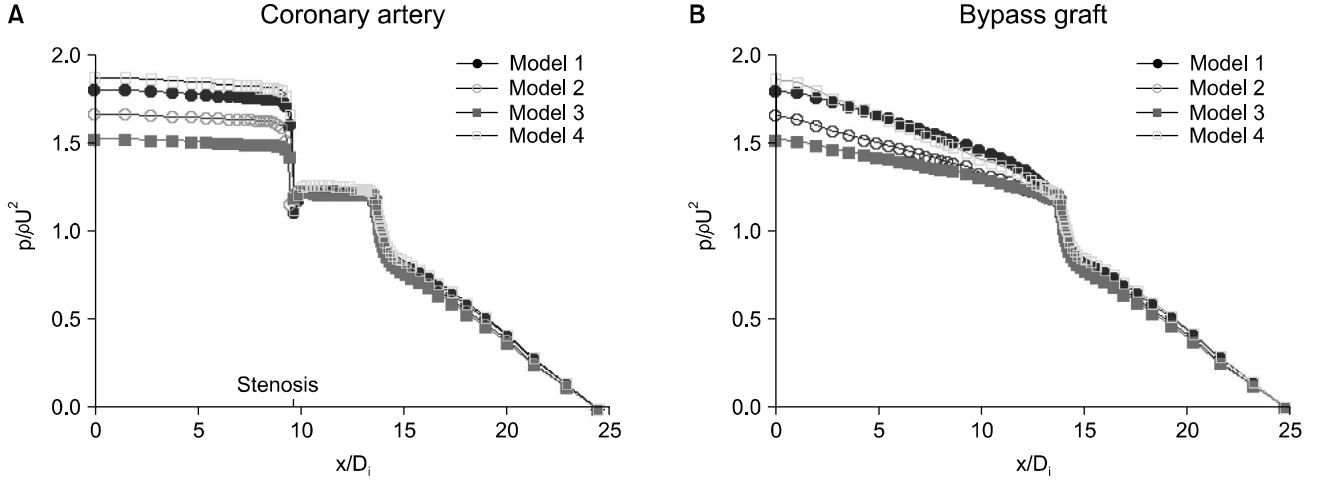 A
Coronary artery
2.0
1.5
1.0
0.5
0.0
p/ρU²
Model 1
Model 2
Model 3
Model 4
Stenosis
0
5
10
15
20
25
x/Dᵢ
B
Bypass graft
2.0
1.5
1.0
0.5
0.0
p/ρU²
Model 1
Model 2
Model 3
Model 4
0
5
10
15
20
25
x/Dᵢ